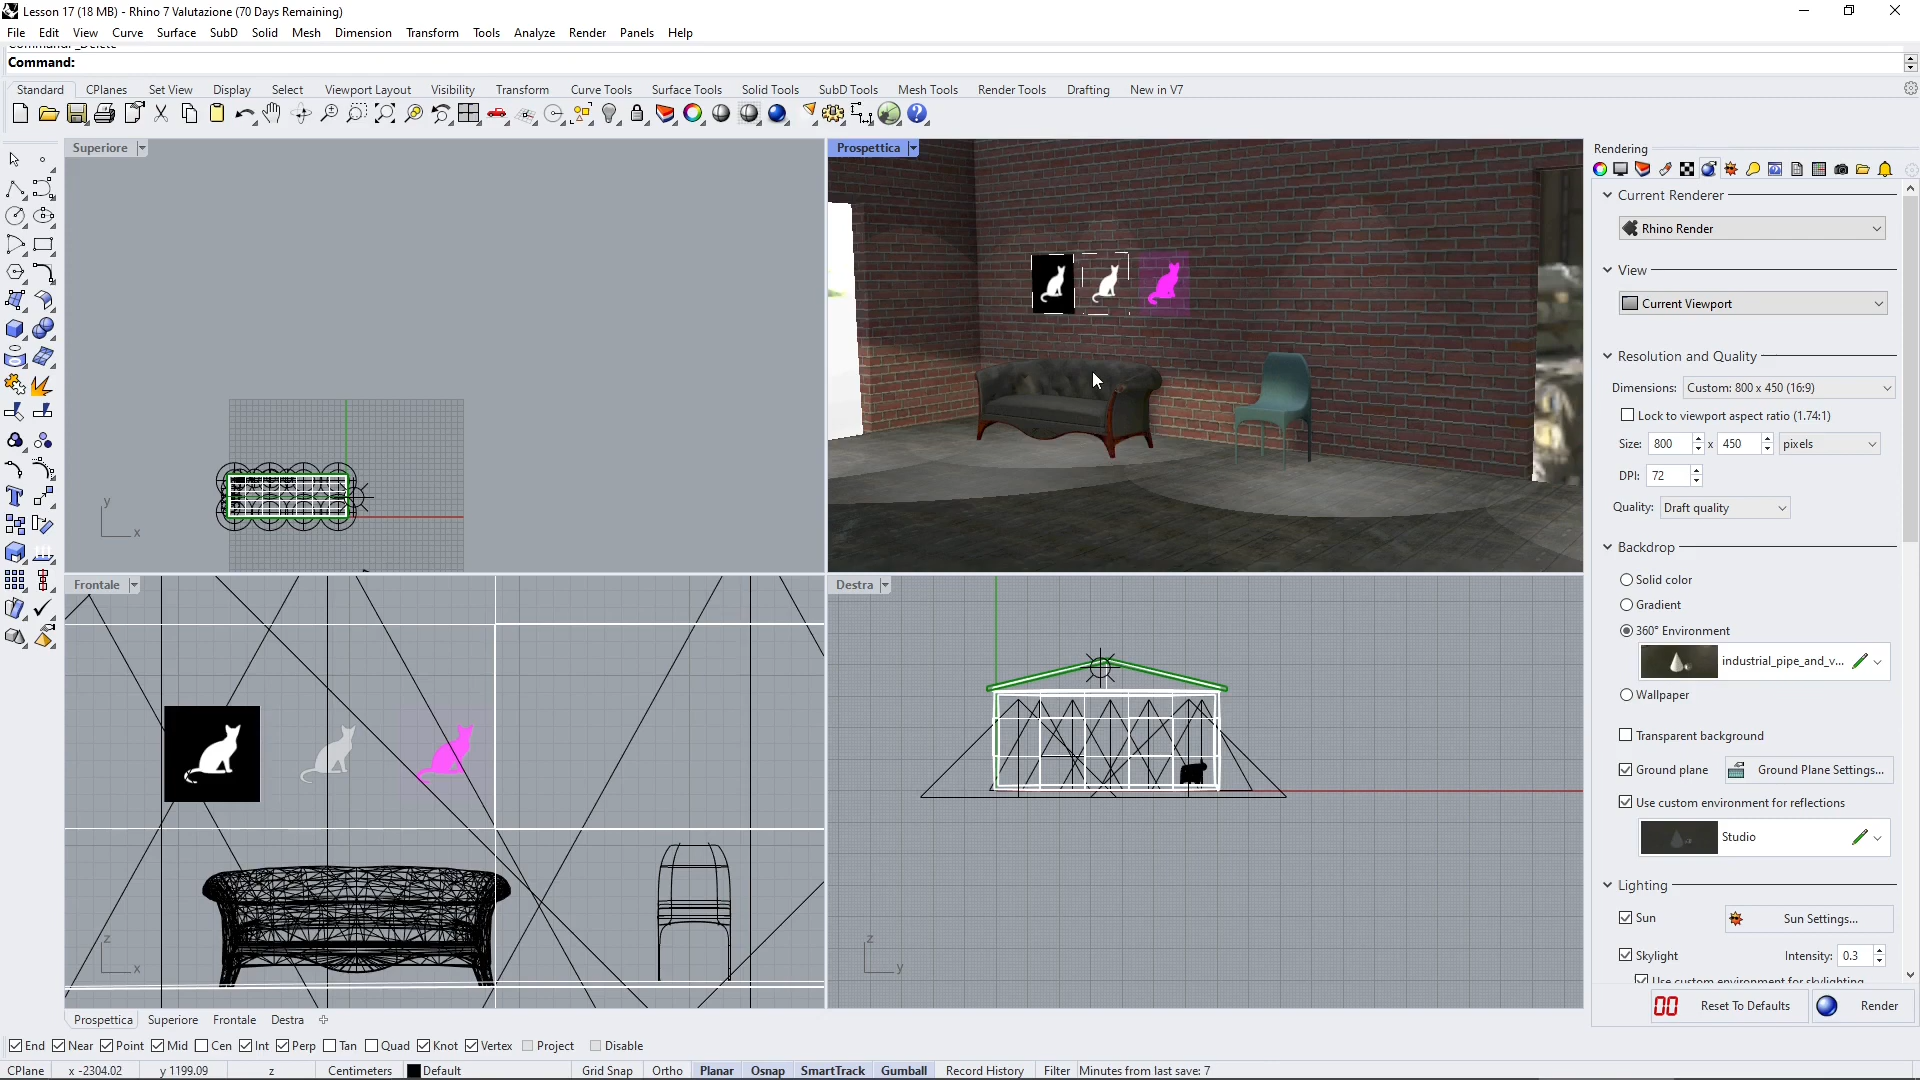 Lesson 17 (18 MB) - Rhino 7 Valutazione (70 Days Remaining)
File Edit View Curve Surface SubD Solid Mesh Dimension Transform Tools Analyze Render Panels Help
Command: _Delete
Command:
Standard CPlanes Set View Display Select Viewport Layout Visibility Transform Curve Tools Surface Tools Solid Tools SubD Tools Mesh Tools Render Tools Drafting New in V7
Superiore
Prospettica
Frontale
Destra
y
x
z
x
z
y
Rendering
Current Renderer
Rhino Render
View
Current Viewport
Resolution and Quality
Dimensions: Custom: 800 x 450 (16:9)
Lock to viewport aspect ratio (1.74:1)
Size: 800 x 450 pixels
DPI: 72
Quality: Draft quality
Backdrop
Solid color
Gradient
360° Environment
industrial_pipe_and_v...
Wallpaper
Transparent background
Ground plane Ground Plane Settings...
Use custom environment for reflections
Studio
Lighting
Sun Sun Settings...
Skylight Intensity: 0.3
Use custom environment for skylighting
Reset To Defaults Render
Prospettica Superiore Frontale Destra
End Near Point Mid Cen Int Perp Tan Quad Knot Vertex Project Disable
CPlane x -2304.02 y 1199.09 z Centimeters Default Grid Snap Ortho Planar Osnap SmartTrack Gumball Record History Filter Minutes from last save: 7